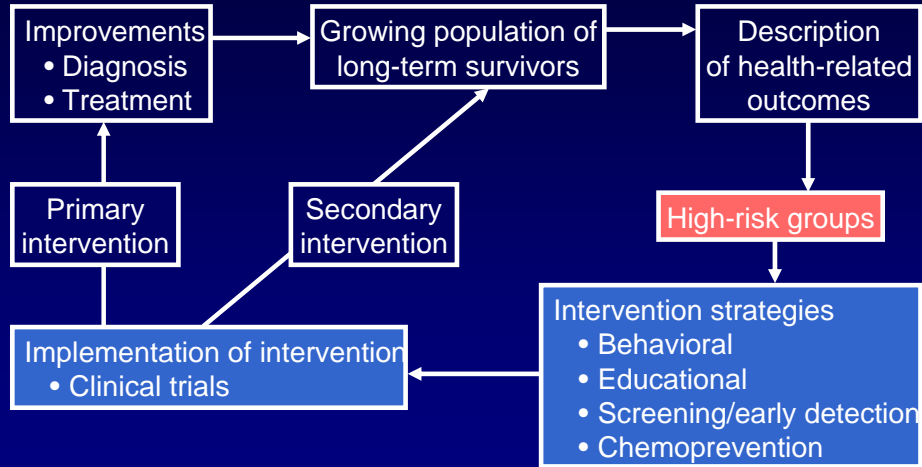 Improvements
• Diagnosis
• Treatment
Growing population of
long-term survivors
Description
of health-related
outcomes
Primary
intervention
Secondary
intervention
High-risk groups
Implementation of intervention
• Clinical trials
Intervention strategies
• Behavioral
• Educational
• Screening/early detection
• Chemoprevention